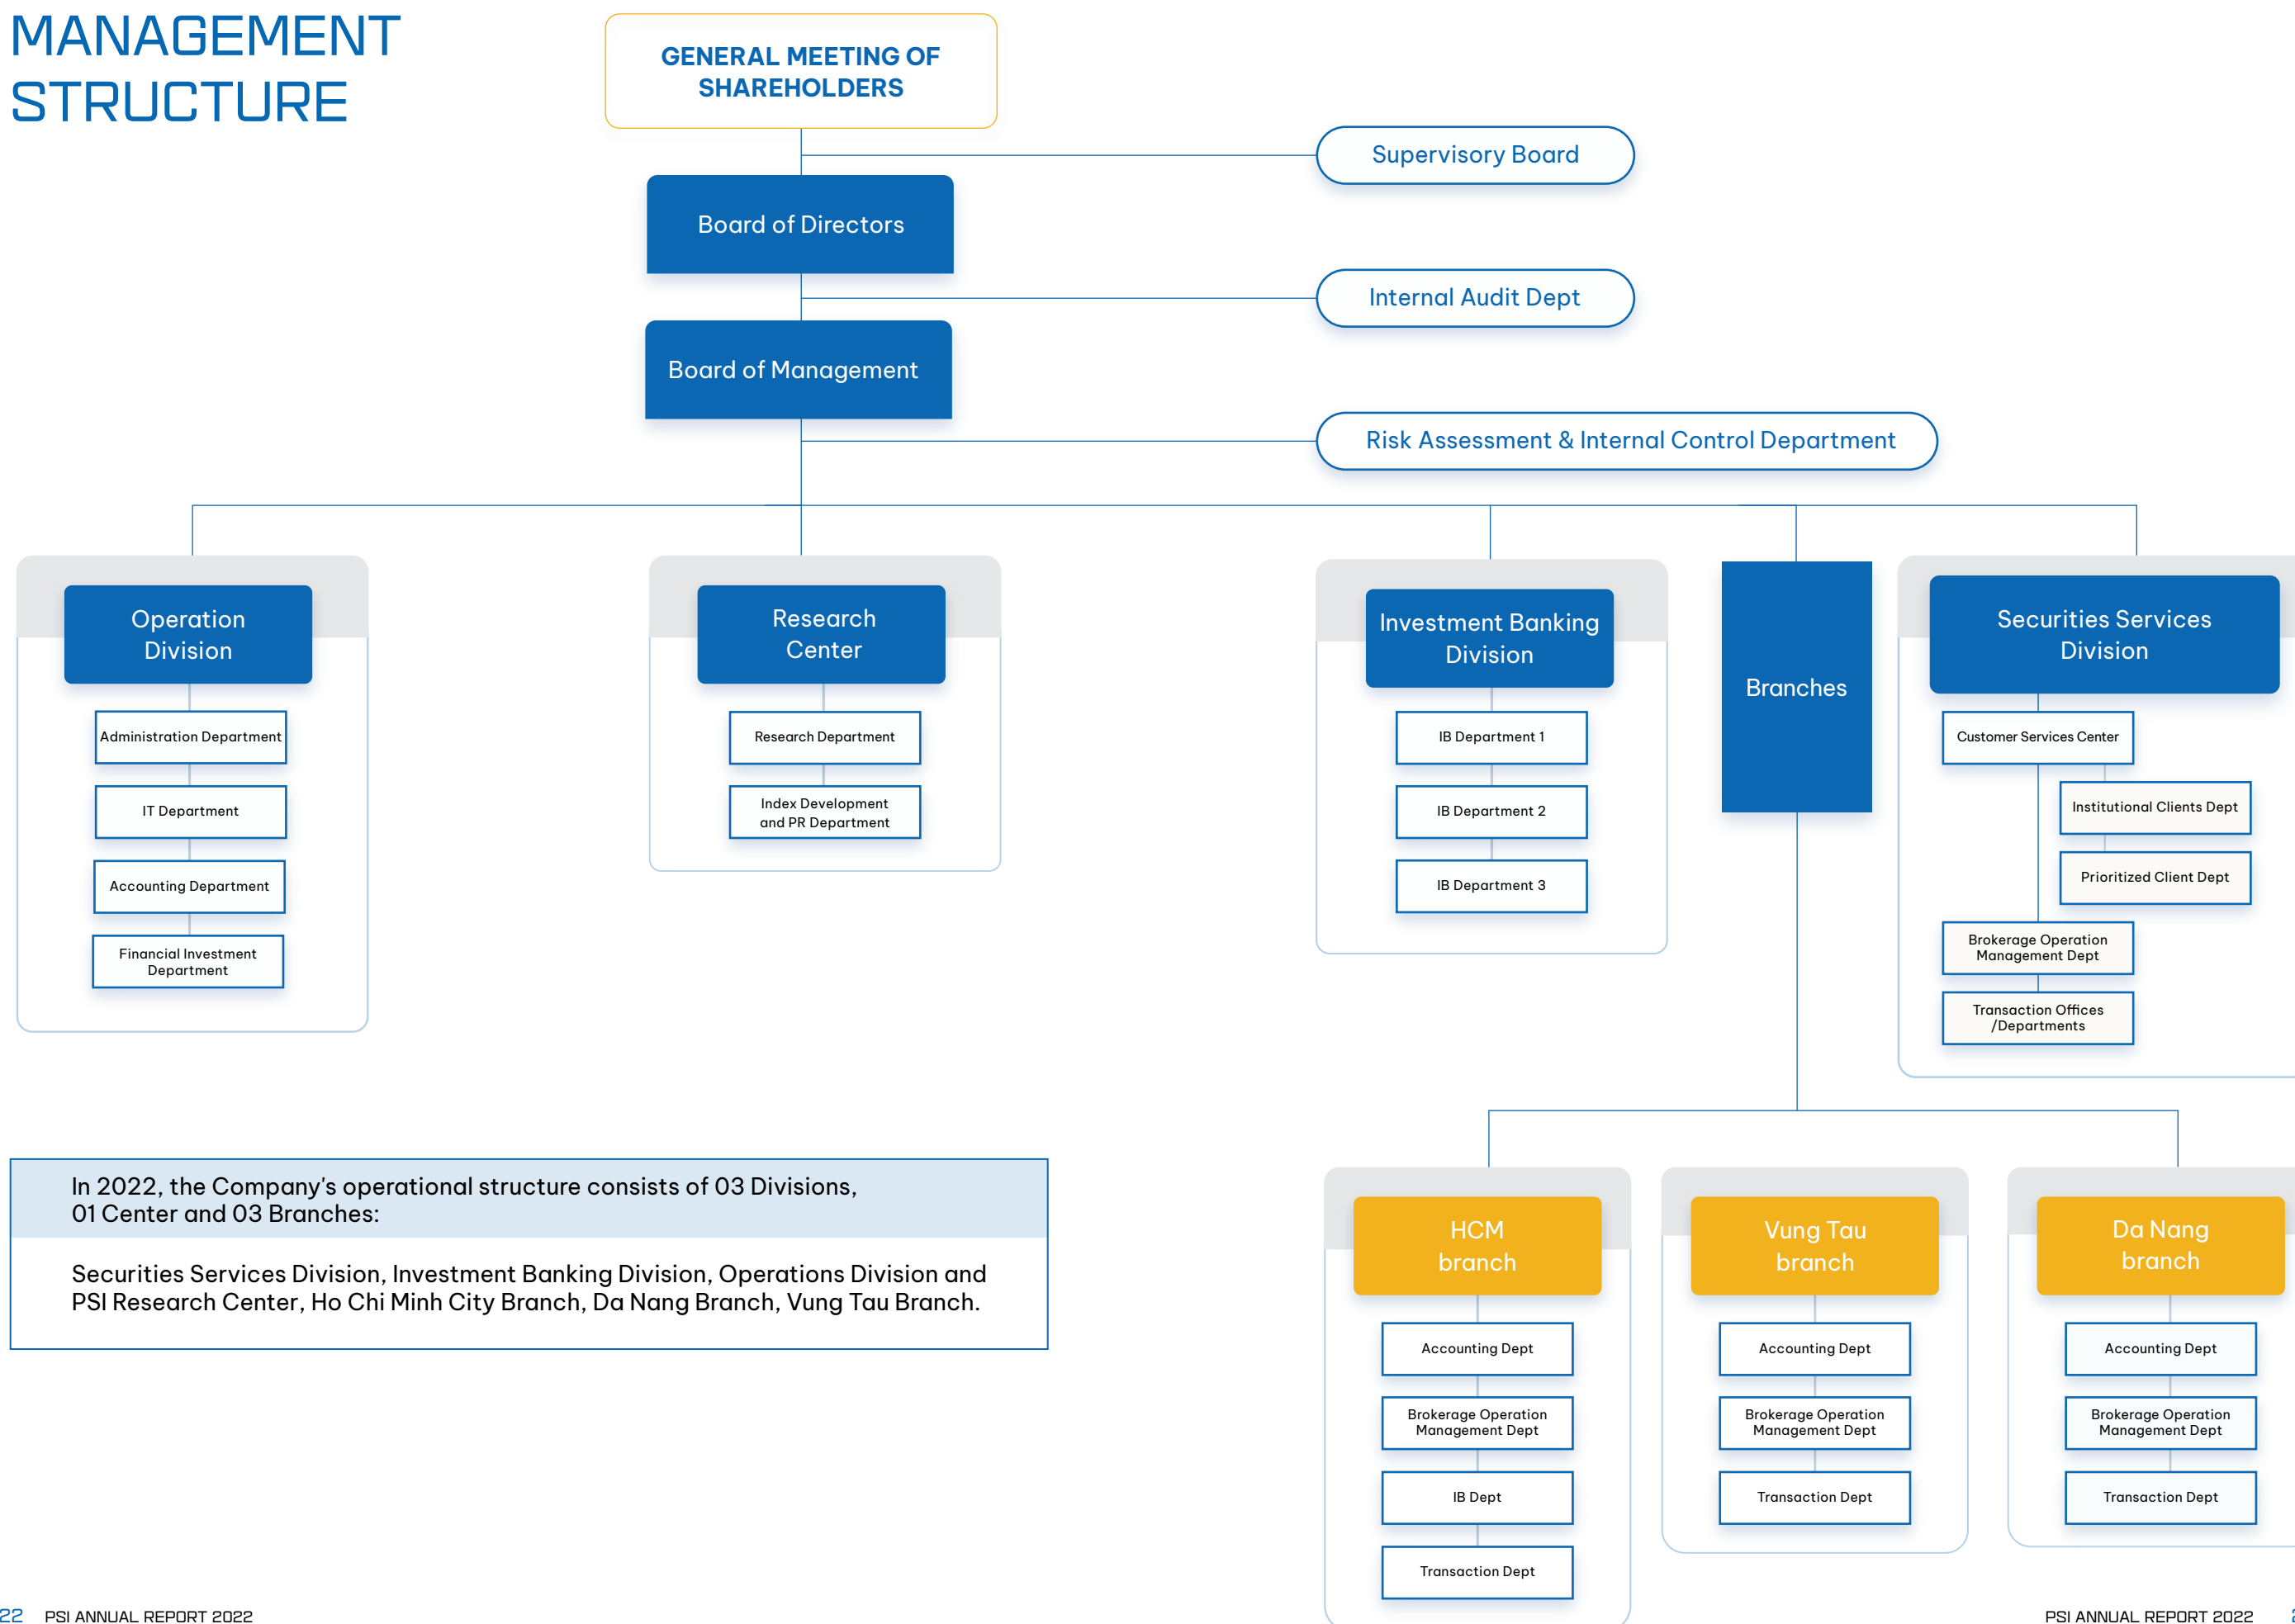 MANAGEMENT
STRUCTURE
GENERAL MEETING OF
SHAREHOLDERS
Supervisory Board
Board of Directors
Internal Audit Dept
Board of Management
Risk Assessment & Internal Control Department
Operation
Division
Administration Department
IT Department
Accounting Department
Financial Investment
Department
Research
Center
Research Department
Index Development
and PR Department
Investment Banking
Division
IB Department 1
IB Department 2
IB Department 3
Branches
Securities Services
Division
Customer Services Center
Institutional Clients Dept
Prioritized Client Dept
Brokerage Operation
Management Dept
Transaction Offices
/Departments
In 2022, the Company's operational structure consists of 03 Divisions,
01 Center and 03 Branches:
Securities Services Division, Investment Banking Division, Operations Division and
PSI Research Center, Ho Chi Minh City Branch, Da Nang Branch, Vung Tau Branch.
HCM
branch
Accounting Dept
Brokerage Operation
Management Dept
IB Dept
Transaction Dept
Vung Tau
branch
Accounting Dept
Brokerage Operation
Management Dept
Transaction Dept
Da Nang
branch
Accounting Dept
Brokerage Operation
Management Dept
Transaction Dept
22 PSI ANNUAL REPORT 2022
PSI ANNUAL REPORT 2022